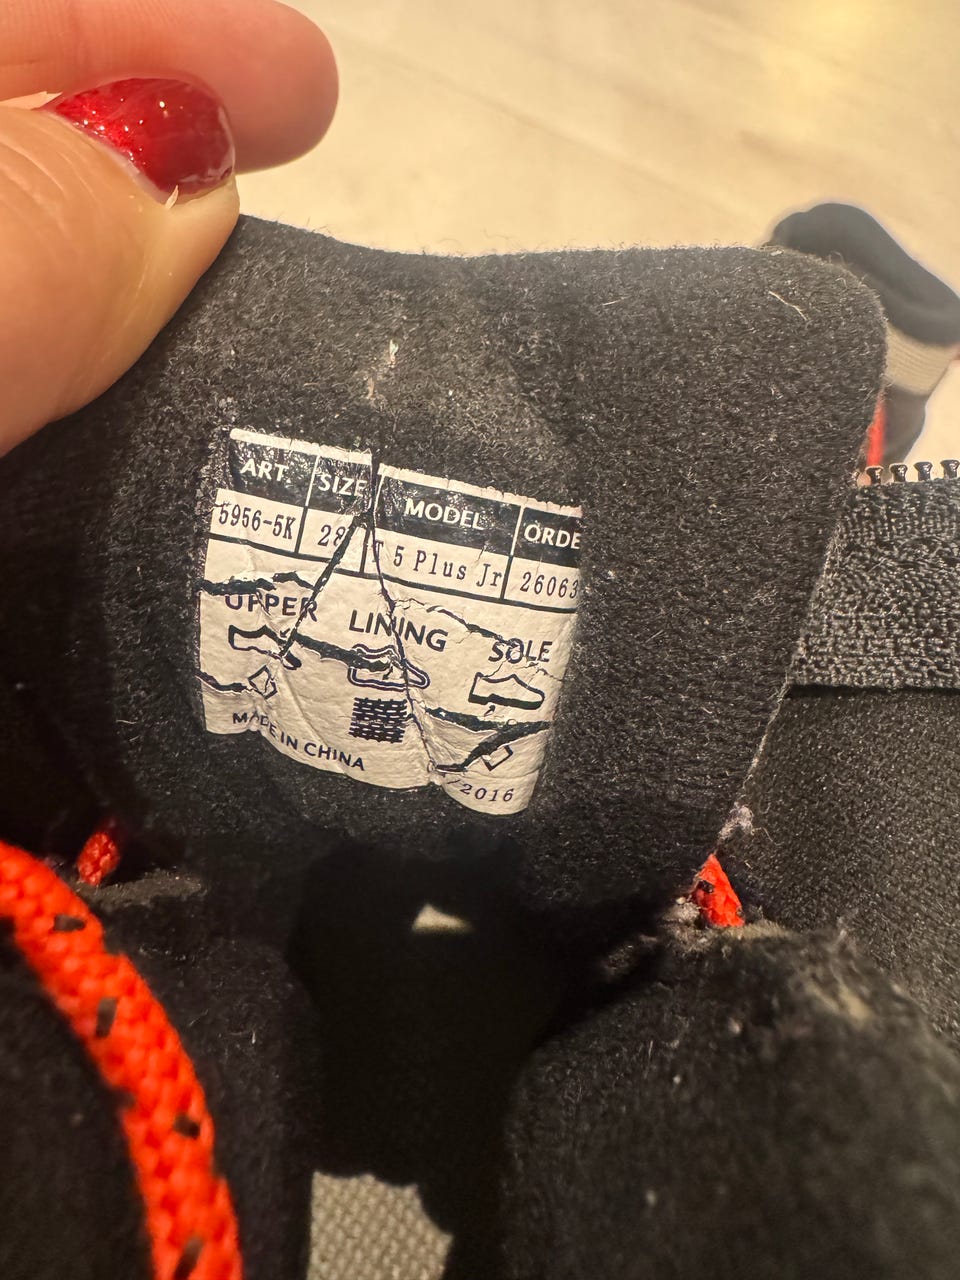 ART SIZE MODEL ORDE
5956-5K 28 T 5 Plus Jr 26063
UPPER LINING SOLE
MADE IN CHINA /2016